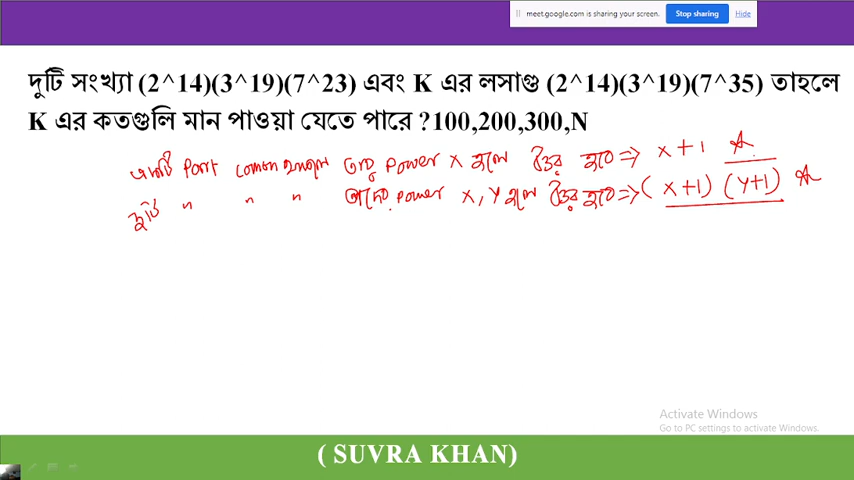 meet.google.com is sharing your screen. Stop sharing Hide
দুটি সংখ্যা (2^14)(3^19)(7^23) এবং K এর লসাগু (2^14)(3^19)(7^35) তাহলে
K এর কতগুলি মান পাওয়া যেতে পারে ?100,200,300,N
একটি Part common হলে তার power x হলে উত্তর হবে ⇒ x+1
দুটি " " " তাদের power x, y হলে উত্তর হবে ⇒ (x+1) (y+1)
Activate Windows
Go to PC settings to activate Windows.
( SUVRA KHAN)